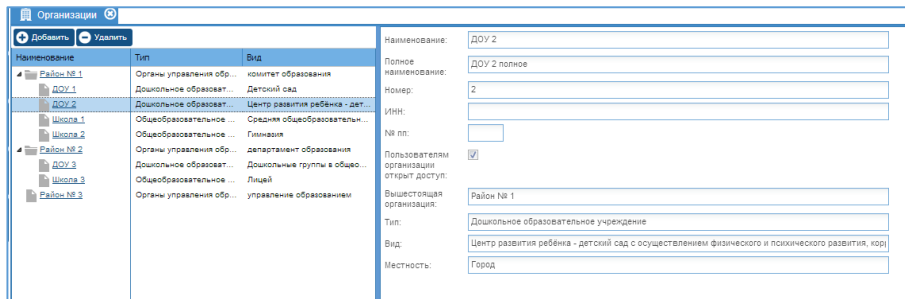 Организации
Добавить Удалить
Наименование Тип Вид
Район № 1 Органы управления обр... комитет образования
ДОУ 1 Дошкольное образоват... Детский сад
ДОУ 2 Дошкольное образоват... Центр развития ребёнка - дет...
Школа 1 Общеобразовательное ... Средняя общеобразовательн...
Школа 2 Общеобразовательное ... Гимназия
Район № 2 Органы управления обр... департамент образования
ДОУ 3 Дошкольное образоват... Дошкольные группы в общео...
Школа 3 Общеобразовательное ... Лицей
Район № 3 Органы управления обр... управление образованием
Наименование: ДОУ 2
Полное
наименование: ДОУ 2 полное
Номер: 2
ИНН:
№ пп:
Пользователям
организации
открыт доступ:
Вышестоящая
организация: Район № 1
Тип: Дошкольное образовательное учреждение
Вид: Центр развития ребёнка - детский сад с осуществлением физического и психического развития, корр
Местность: Город